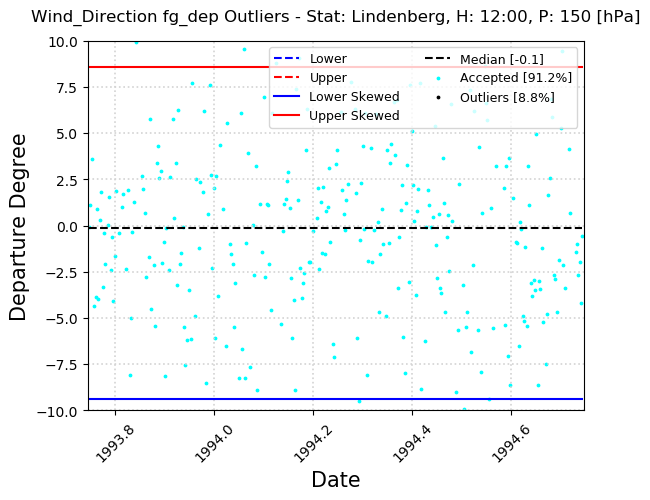 Wind_Direction fg_dep Outliers - Stat: Lindenberg, H: 12:00, P: 150 [hPa]
10.0
7.5
5.0
2.5
0.0
−2.5
−5.0
−7.5
−10.0
Departure Degree
Lower
Upper
Lower Skewed
Upper Skewed
Median [-0.1]
Accepted [91.2%]
Outliers [8.8%]
1993.8
1994.0
1994.2
1994.4
1994.6
Date